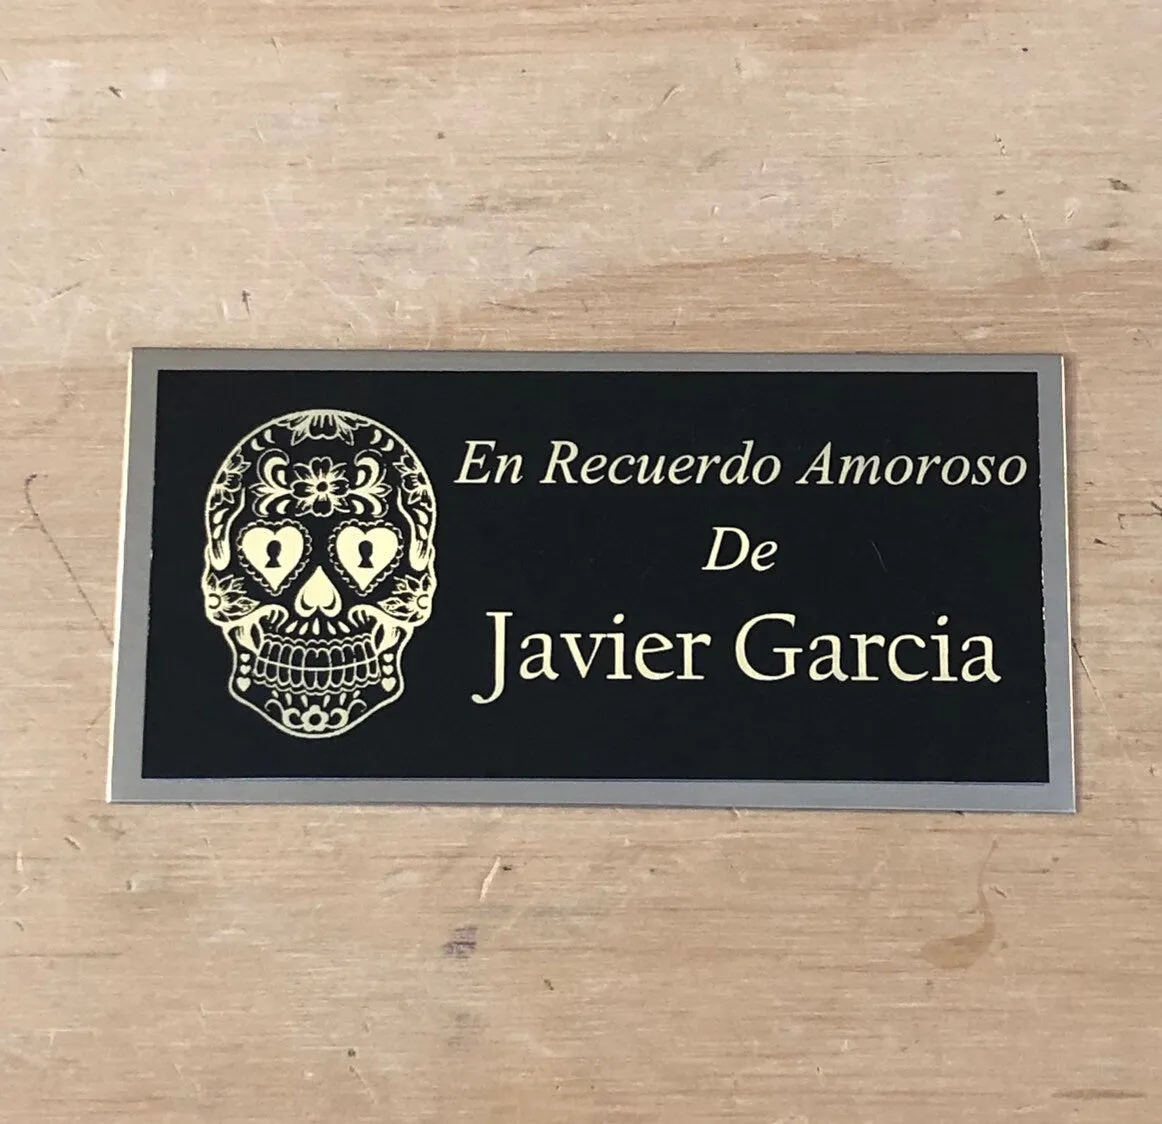 En Recuerdo Amoroso
De
Javier Garcia